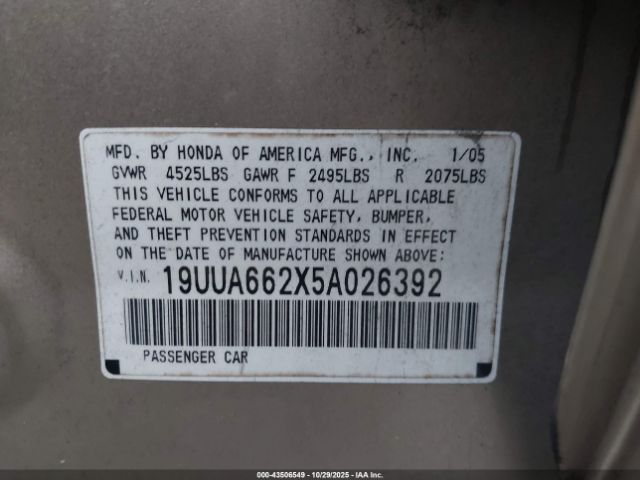 MFD. BY HONDA OF AMERICA MFG., INC. 1/05
GVWR 4525LBS GAWR F 2495LBS R 2075LBS
THIS VEHICLE CONFORMS TO ALL APPLICABLE
FEDERAL MOTOR VEHICLE SAFETY, BUMPER,
AND THEFT PREVENTION STANDARDS IN EFFECT
ON THE DATE OF MANUFACTURE SHOWN ABOVE:
V.I.N. 19UUA662X5A026392
PASSENGER CAR
000-43506549 - 10/29/2025 - IAA, Inc.